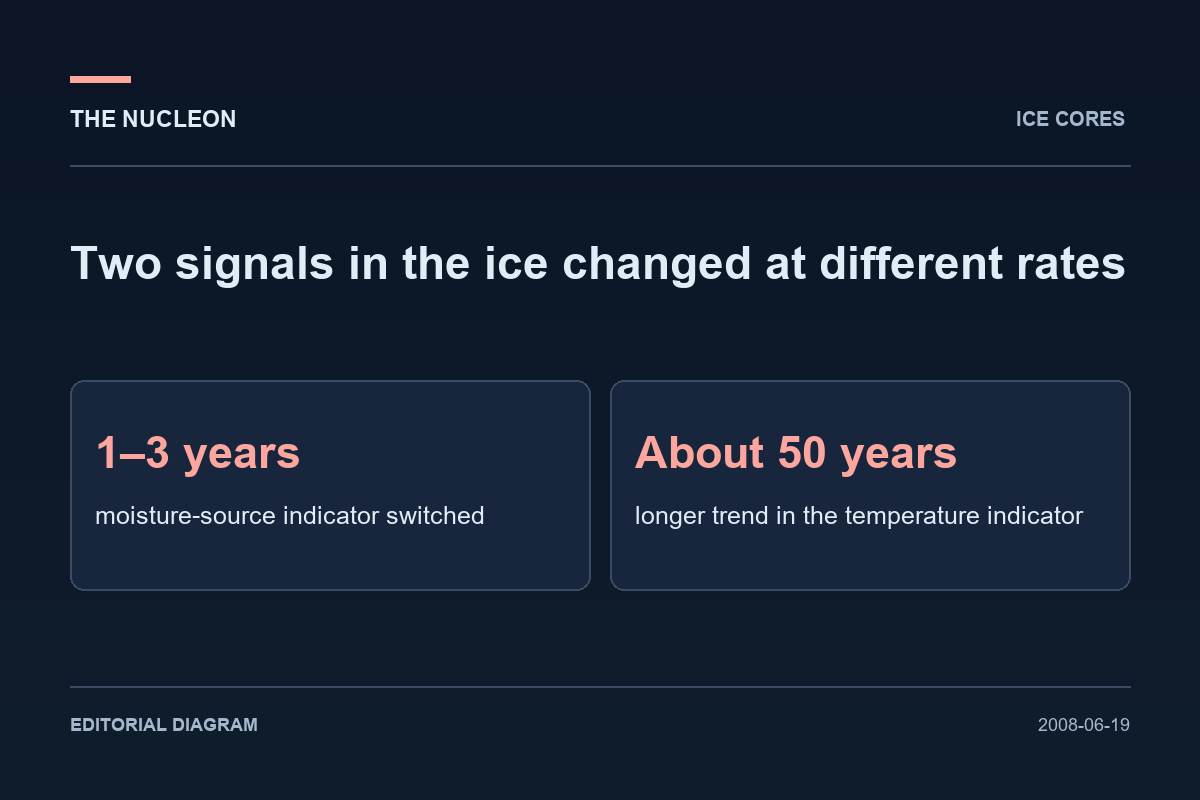 THE NUCLEON
ICE CORES
Two signals in the ice changed at different rates
1–3 years
moisture-source indicator switched
About 50 years
longer trend in the temperature indicator
EDITORIAL DIAGRAM
2008-06-19